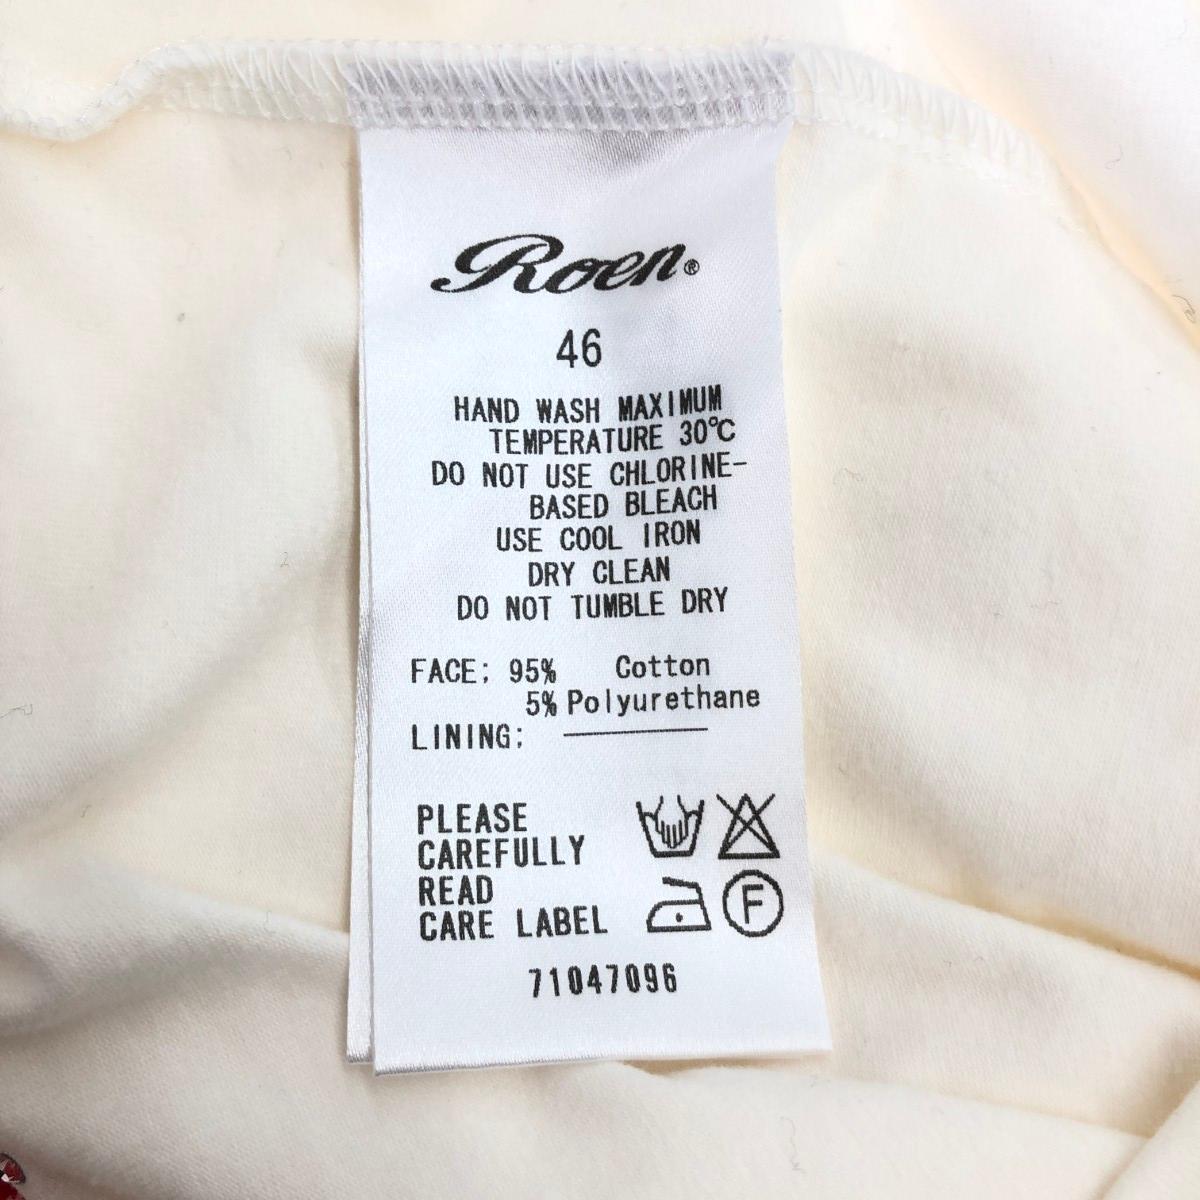 Roen®
46
HAND WASH MAXIMUM
TEMPERATURE 30℃
DO NOT USE CHLORINE-
BASED BLEACH
USE COOL IRON
DRY CLEAN
DO NOT TUMBLE DRY
FACE; 95% Cotton
5% Polyurethane
LINING;
PLEASE
CAREFULLY
READ
CARE LABEL
F
71047096